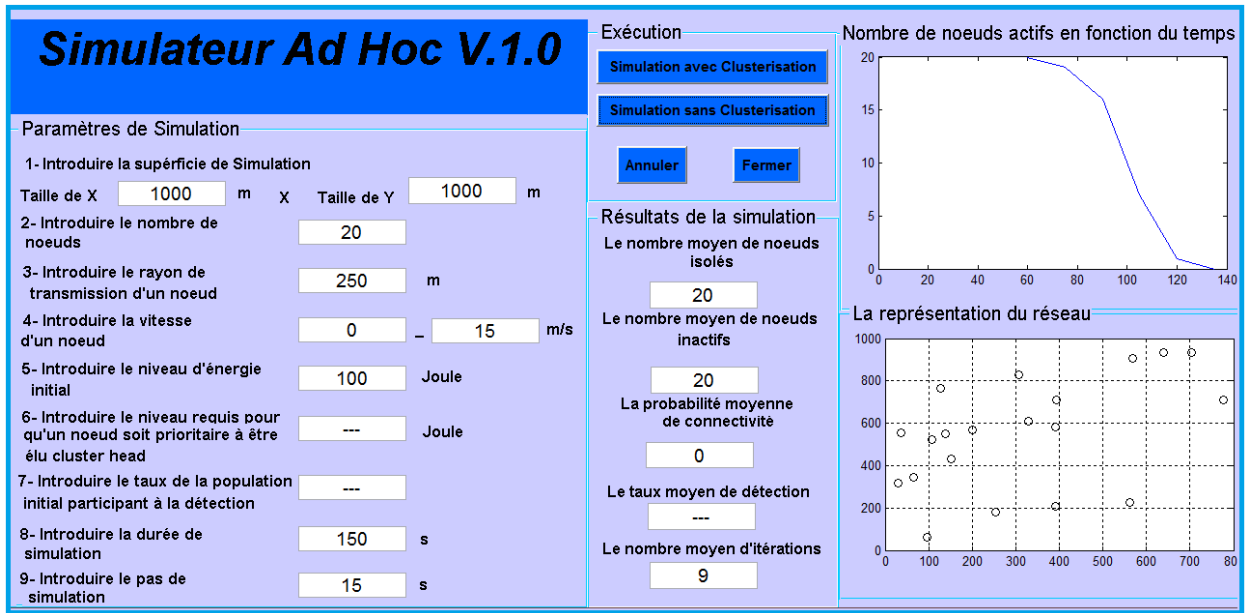 Simulateur Ad Hoc V.1.0
Paramètres de Simulation
1- Introduire la supérficie de Simulation
Taille de X 1000 m X Taille de Y 1000 m
2- Introduire le nombre de
noeuds
20
3- Introduire le rayon de
transmission d'un noeud
250 m
4- Introduire la vitesse
d'un noeud
0 – 15 m/s
5- Introduire le niveau d'énergie
initial
100 Joule
6- Introduire le niveau requis pour
qu'un noeud soit prioritaire à être
élu cluster head
--- Joule
7- Introduire le taux de la population
initial participant à la détection
---
8- Introduire la durée de
simulation
150 s
9- Introduire le pas de
simulation
15 s
Exécution
Simulation avec Clusterisation
Simulation sans Clusterisation
Annuler Fermer
Résultats de la simulation
Le nombre moyen de noeuds
isolés
20
Le nombre moyen de noeuds
inactifs
20
La probabilité moyenne
de connectivité
0
Le taux moyen de détection
---
Le nombre moyen d'itérations
9
Nombre de noeuds actifs en fonction du temps
20
15
10
5
0
0 20 40 60 80 100 120 140
La représentation du réseau
1000
800
600
400
200
0
0 100 200 300 400 500 600 700 80